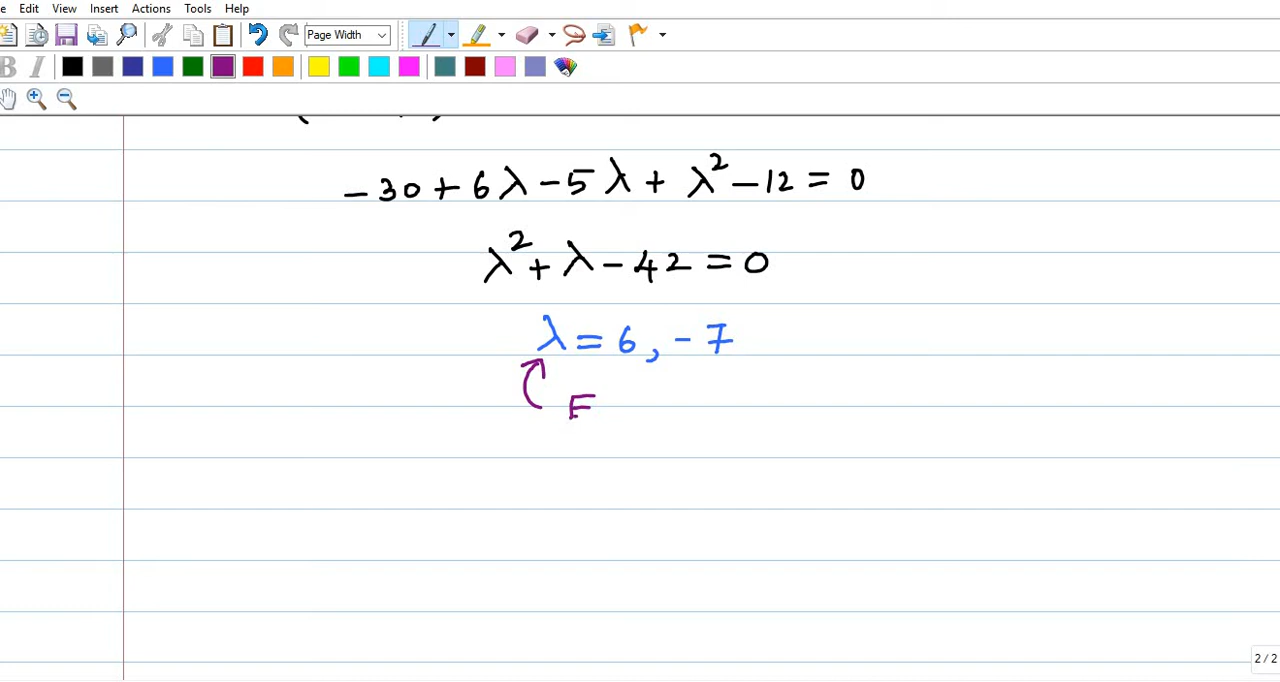 Edit View Insert Actions Tools Help
Page Width
B I
-30 + 6λ - 5λ + λ² - 12 = 0
λ² + λ - 42 = 0
λ = 6, -7
E
2 / 2